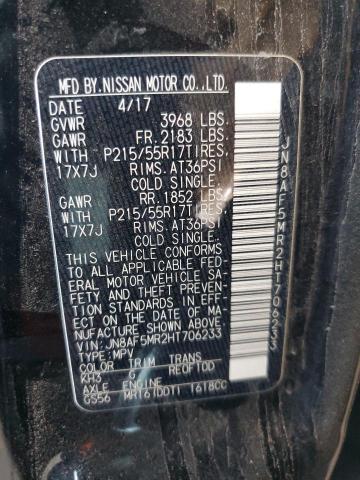 MFD BY.NISSAN MOTOR CO.,LTD.
DATE 4/17
GVWR 3968 LBS.
GAWR FR. 2183 LBS.
WITH P215/55R17TIRES,
17X7J RIMS. AT36PSI
COLD SINGLE.
GAWR RR. 1852 LBS.
WITH P215/55R17TIRES,
17X7J RIMS. AT36PSI
COLD SINGLE.
THIS VEHICLE CONFORMS
TO ALL APPLICABLE FED-
ERAL MOTOR VEHICLE SA-
FETY AND THEFT PREVEN-
TION STANDARDS IN EFFECT
ON THE DATE OF MA-
NUFACTURE SHOWN ABOVE.
VIN:JN8AF5MR2HT706233
TYPE: MPV
COLOR TRIM TRANS
KH3 G RE0F10D
AXLE ENGINE
GS56 MR16(DDT) 1618CC
JN8AF5MR2HT706233